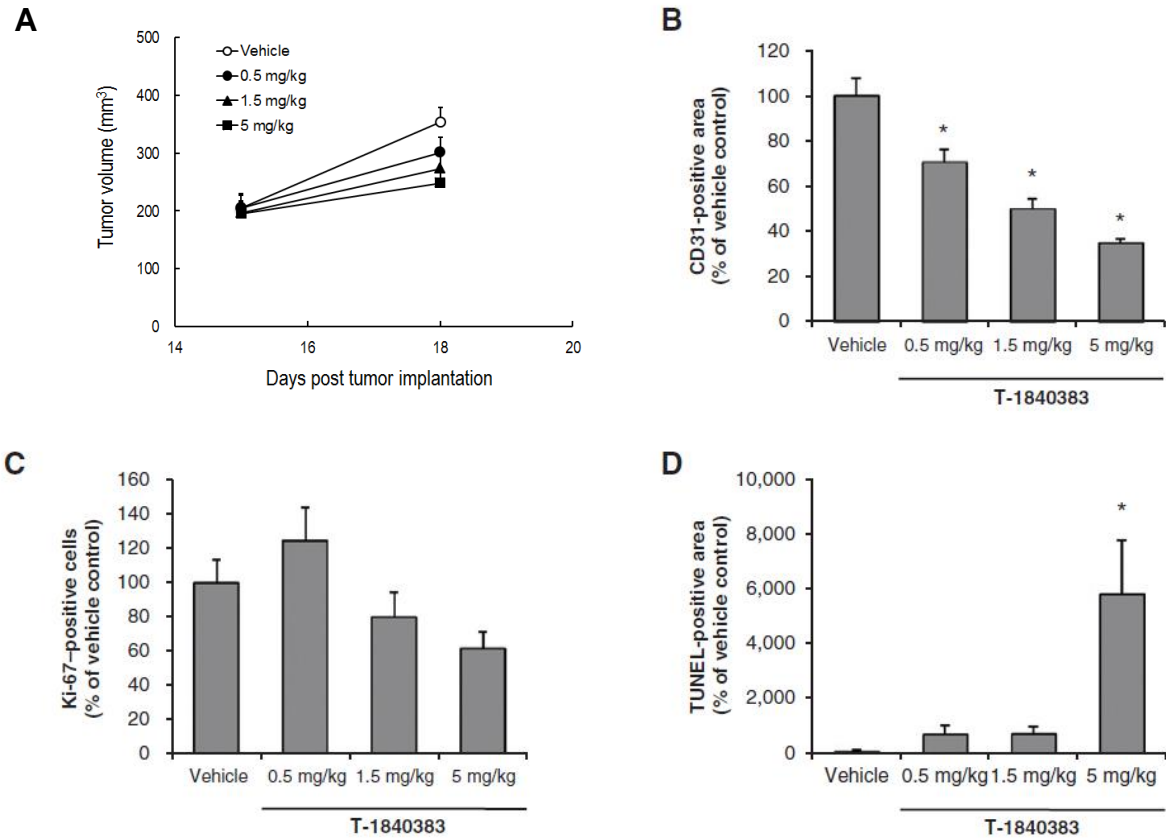 A
500
400
300
200
100
0
Tumor volume (mm³)
Vehicle
0.5 mg/kg
1.5 mg/kg
5 mg/kg
14 16 18 20
Days post tumor implantation
B
120
100
80
60
40
20
0
CD31-positive area
(% of vehicle control)
*
*
*
Vehicle 0.5 mg/kg 1.5 mg/kg 5 mg/kg
T-1840383
C
160
140
120
100
80
60
40
20
0
Ki-67–positive cells
(% of vehicle control)
Vehicle 0.5 mg/kg 1.5 mg/kg 5 mg/kg
T-1840383
D
10,000
8,000
6,000
4,000
2,000
0
TUNEL-positive area
(% of vehicle control)
*
Vehicle 0.5 mg/kg 1.5 mg/kg 5 mg/kg
T-1840383